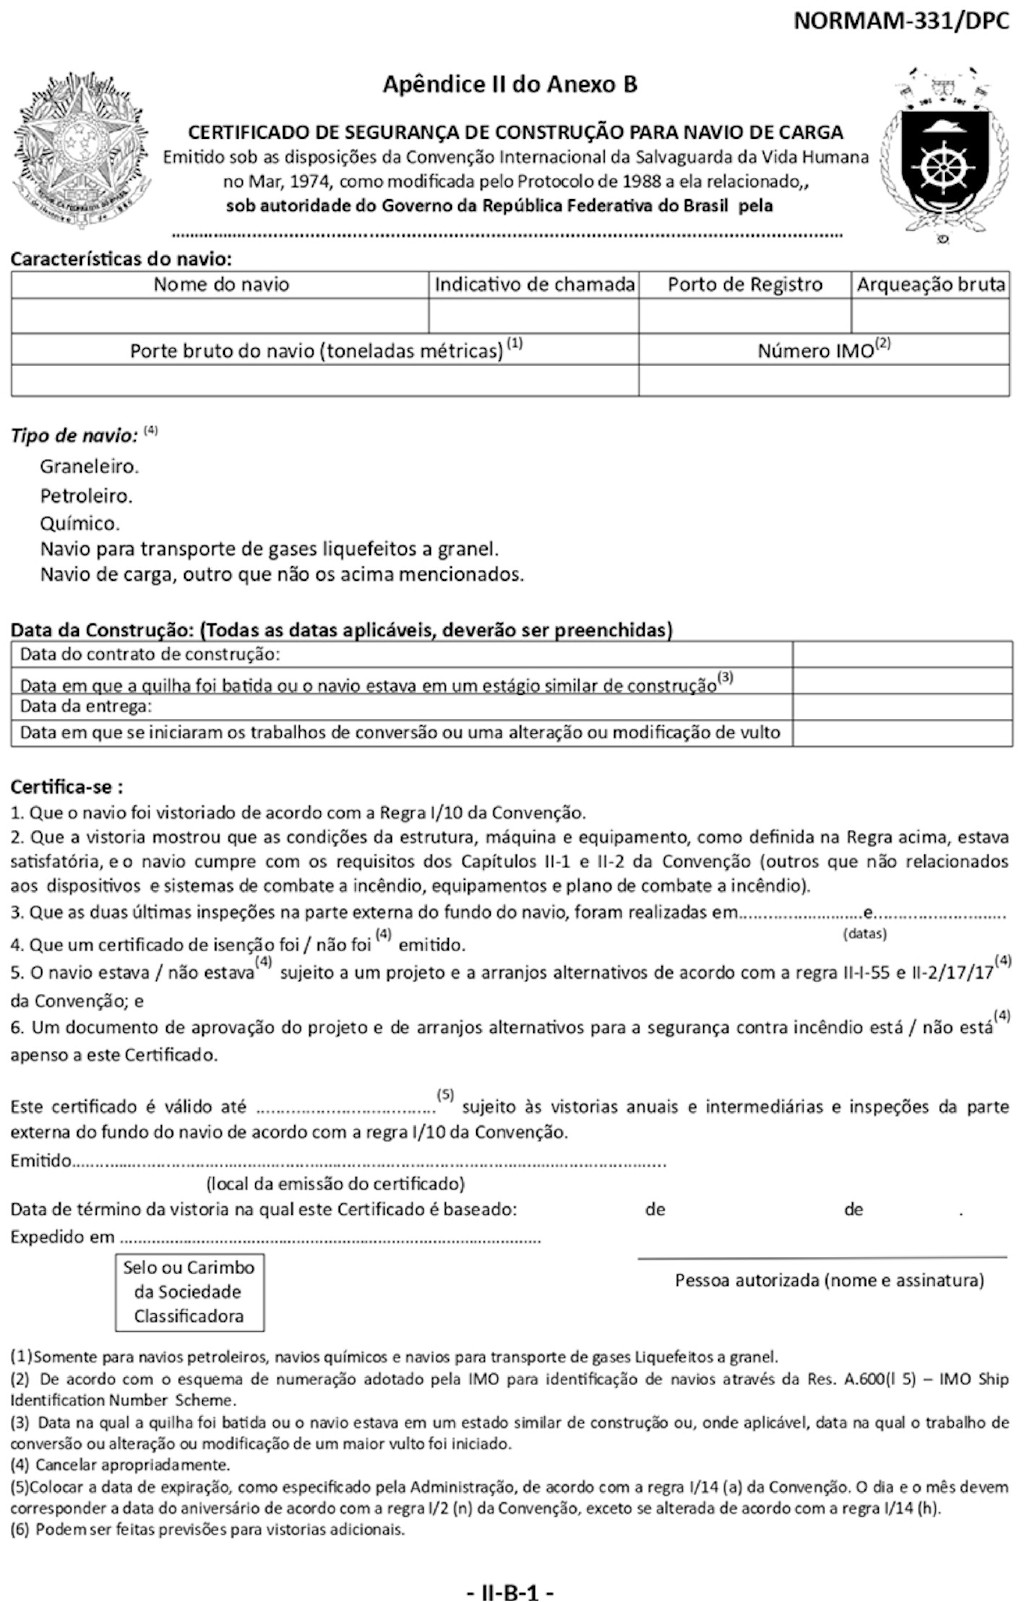 NORMAM-331/DPC
Apêndice II do Anexo B
CERTIFICADO DE SEGURANÇA DE CONSTRUÇÃO PARA NAVIO DE CARGA
Emitido sob as disposições da Convenção Internacional da Salvaguarda da Vida Humana
no Mar, 1974, como modificada pelo Protocolo de 1988 a ela relacionado,,
sob autoridade do Governo da República Federativa do Brasil pela
........................................................................................................................
Características do navio:
Nome do navio Indicativo de chamada Porto de Registro Arqueação bruta
Porte bruto do navio (toneladas métricas) (1) Número IMO(2)
Tipo de navio: (4)
Graneleiro.
Petroleiro.
Químico.
Navio para transporte de gases liquefeitos a granel.
Navio de carga, outro que não os acima mencionados.
Data da Construção: (Todas as datas aplicáveis, deverão ser preenchidas)
Data do contrato de construção:
Data em que a quilha foi batida ou o navio estava em um estágio similar de construção(3)
Data da entrega:
Data em que se iniciaram os trabalhos de conversão ou uma alteração ou modificação de vulto
Certifica-se :
1. Que o navio foi vistoriado de acordo com a Regra I/10 da Convenção.
2. Que a vistoria mostrou que as condições da estrutura, máquina e equipamento, como definida na Regra acima, estava
satisfatória, e o navio cumpre com os requisitos dos Capítulos II-1 e II-2 da Convenção (outros que não relacionados
aos dispositivos e sistemas de combate a incêndio, equipamentos e plano de combate a incêndio).
3. Que as duas últimas inspeções na parte externa do fundo do navio, foram realizadas em..........................e............................
(datas)
4. Que um certificado de isenção foi / não foi (4) emitido.
5. O navio estava / não estava(4) sujeito a um projeto e a arranjos alternativos de acordo com a regra II-I-55 e II-2/17/17(4)
da Convenção; e
6. Um documento de aprovação do projeto e de arranjos alternativos para a segurança contra incêndio está / não está(4)
apenso a este Certificado.
Este certificado é válido até ......................................(5) sujeito às vistorias anuais e intermediárias e inspeções da parte
externa do fundo do navio de acordo com a regra I/10 da Convenção.
Emitido..............................................................................................................................
(local da emissão do certificado)
Data de término da vistoria na qual este Certificado é baseado: de de .
Expedido em .........................................................................................
Selo ou Carimbo
da Sociedade
Classificadora
Pessoa autorizada (nome e assinatura)
(1)Somente para navios petroleiros, navios químicos e navios para transporte de gases Liquefeitos a granel.
(2) De acordo com o esquema de numeração adotado pela IMO para identificação de navios através da Res. A.600(l 5) – IMO Ship
Identification Number Scheme.
(3) Data na qual a quilha foi batida ou o navio estava em um estado similar de construção ou, onde aplicável, data na qual o trabalho de
conversão ou alteração ou modificação de um maior vulto foi iniciado.
(4) Cancelar apropriadamente.
(5)Colocar a data de expiração, como especificado pela Administração, de acordo com a regra I/14 (a) da Convenção. O dia e o mês devem
corresponder a data do aniversário de acordo com a regra I/2 (n) da Convenção, exceto se alterada de acordo com a regra I/14 (h).
(6) Podem ser feitas previsões para vistorias adicionais.
- II-B-1 -